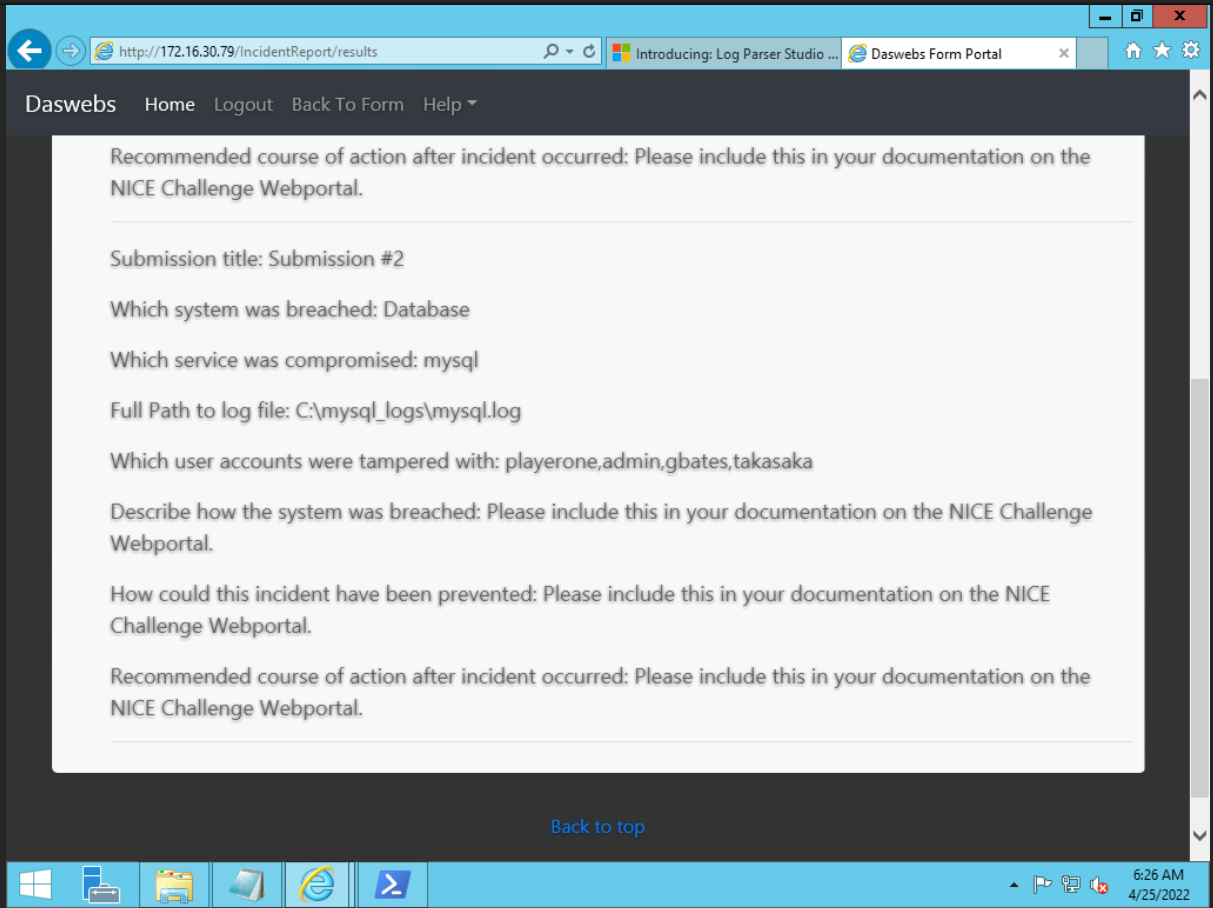 http://172.16.30.79/IncidentReport/results
Introducing: Log Parser Studio ...
Daswebs Form Portal
Daswebs Home Logout Back To Form Help
Recommended course of action after incident occurred: Please include this in your documentation on the
NICE Challenge Webportal.
Submission title: Submission #2
Which system was breached: Database
Which service was compromised: mysql
Full Path to log file: C:\mysql_logs\mysql.log
Which user accounts were tampered with: playerone,admin,gbates,takasaka
Describe how the system was breached: Please include this in your documentation on the NICE Challenge
Webportal.
How could this incident have been prevented: Please include this in your documentation on the NICE
Challenge Webportal.
Recommended course of action after incident occurred: Please include this in your documentation on the
NICE Challenge Webportal.
Back to top
6:26 AM
4/25/2022